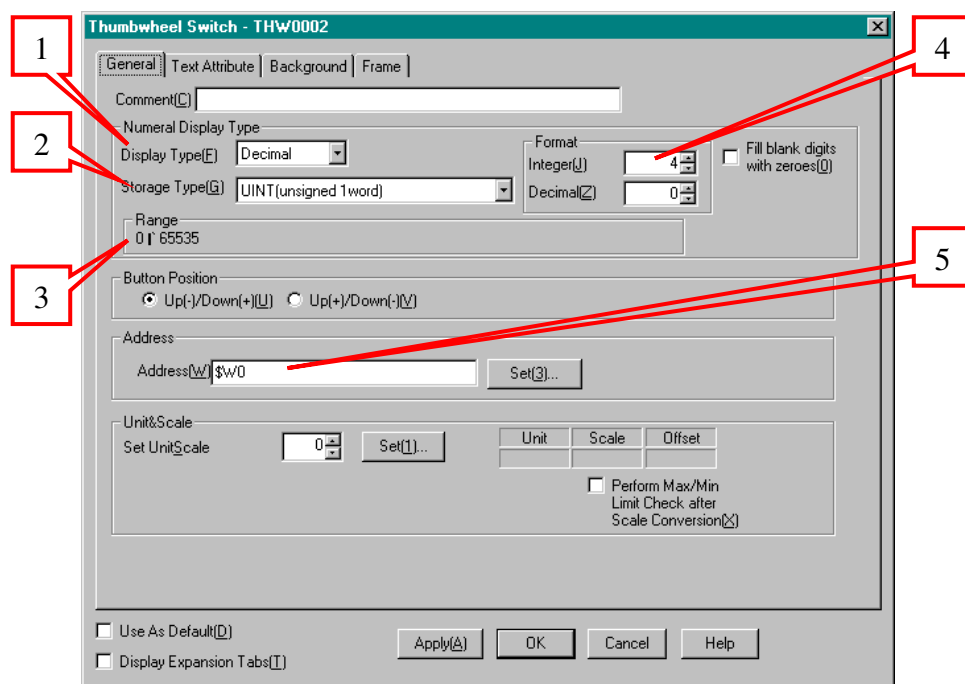 Thumbwheel Switch - THW0002
1
4
General Text Attribute Background Frame
Comment(C)
2
Numeral Display Type
Display Type(F) Decimal
Format
Integer(J) 4
Fill blank digits with zeroes(0)
Storage Type(G) UINT(unsigned 1word)
Decimal(Z) 0
Range
0 ſ` 65535
3
5
Button Position
Up(-)/Down(+)(U) Up(+)/Down(-)(V)
Address
Address(W) $W0 Set(3)...
Unit&Scale
Set UnitScale 0 Set(1)...
Unit Scale Offset
Perform Max/Min
Limit Check after
Scale Conversion(X)
Use As Default(D)
Display Expansion Tabs(T)
Apply(A) OK Cancel Help